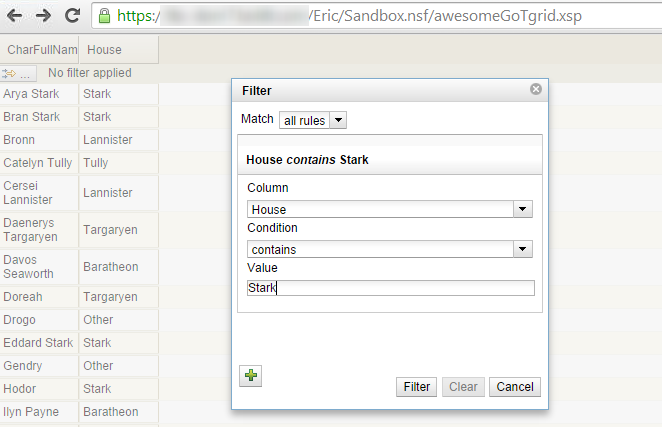 https:/ /Eric/Sandbox.nsf/awesomeGoTgrid.xsp
CharFullNam House
... No filter applied
Arya Stark Stark
Bran Stark Stark
Bronn Lannister
Catelyn Tully Tully
Cersei
Lannister Lannister
Daenerys
Targaryen Targaryen
Davos
Seaworth Baratheon
Doreah Targaryen
Drogo Other
Eddard Stark Stark
Gendry Other
Hodor Stark
Ilyn Payne Baratheon
Filter
Match all rules
House contains Stark
Column
House
Condition
contains
Value
Stark
Filter Clear Cancel